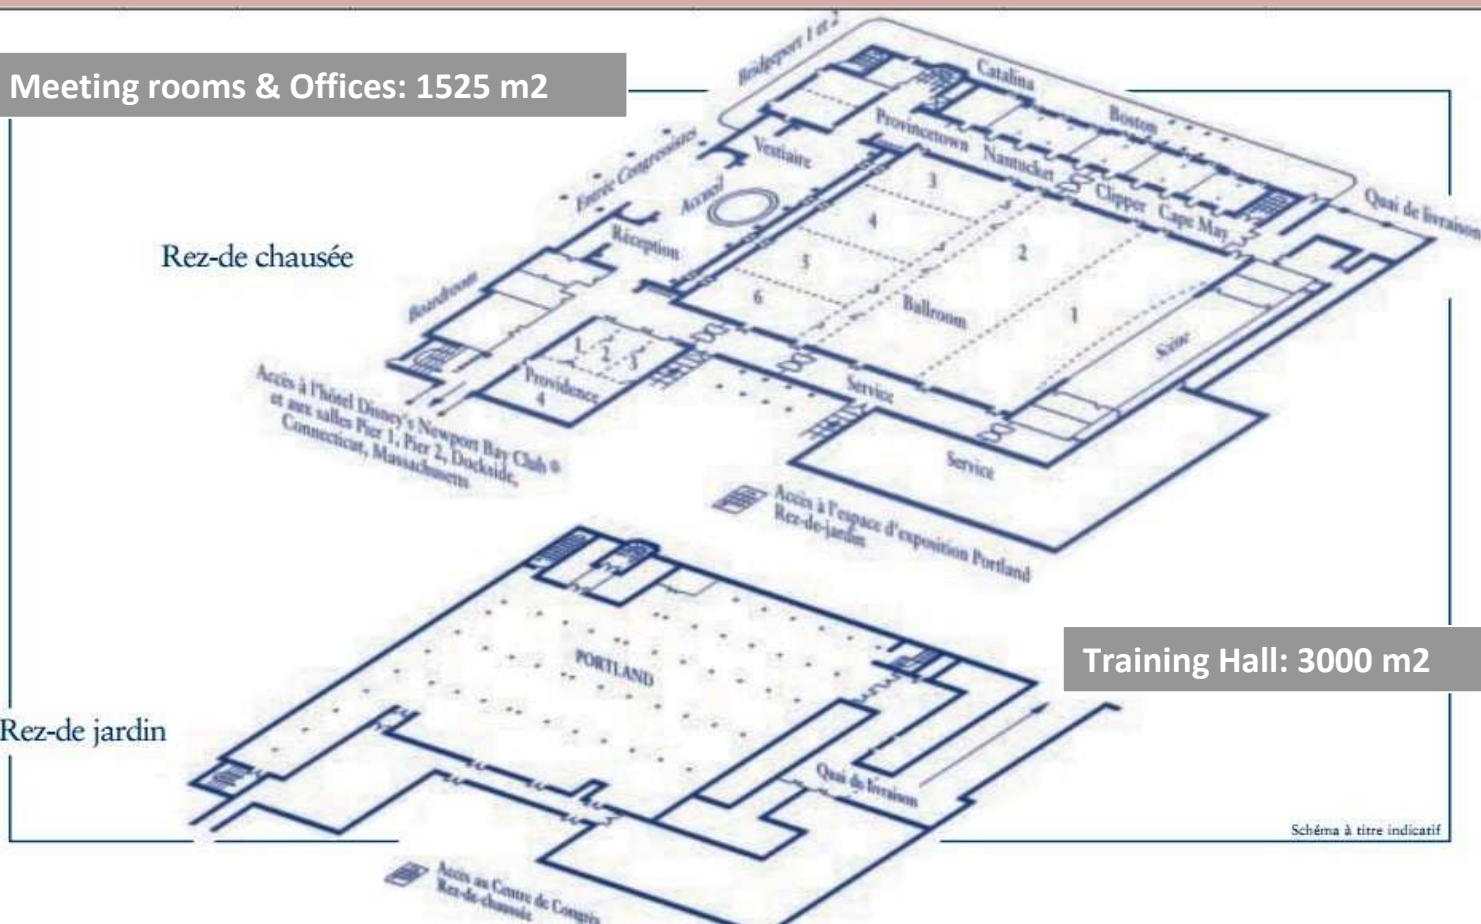 Meeting rooms & Offices: 1525 m2
Bridgeport 1 et 2
Catalina
Boston
Provincetown
Nantucket
Clipper
Cape May
Quai de livraison
Vestiaire
Entrée Congressistes
Accueil
Réception
Rez-de chausée
Boardroom
3
4
5
6
2
1
Ballroom
Scène
1
2
3
Providence
4
Service
Service
Accès à l'hôtel Disney's Newport Bay Club ®
et aux salles Pier 1, Pier 2, Dockside,
Connecticut, Massachusetts
Accès à l'espace d'exposition Portland
Rez-de-jardin
PORTLAND
Training Hall: 3000 m2
Rez-de jardin
Quai de livraison
Schéma à titre indicatif
Accès au Centre de Congrès
Rez-de-chaussée